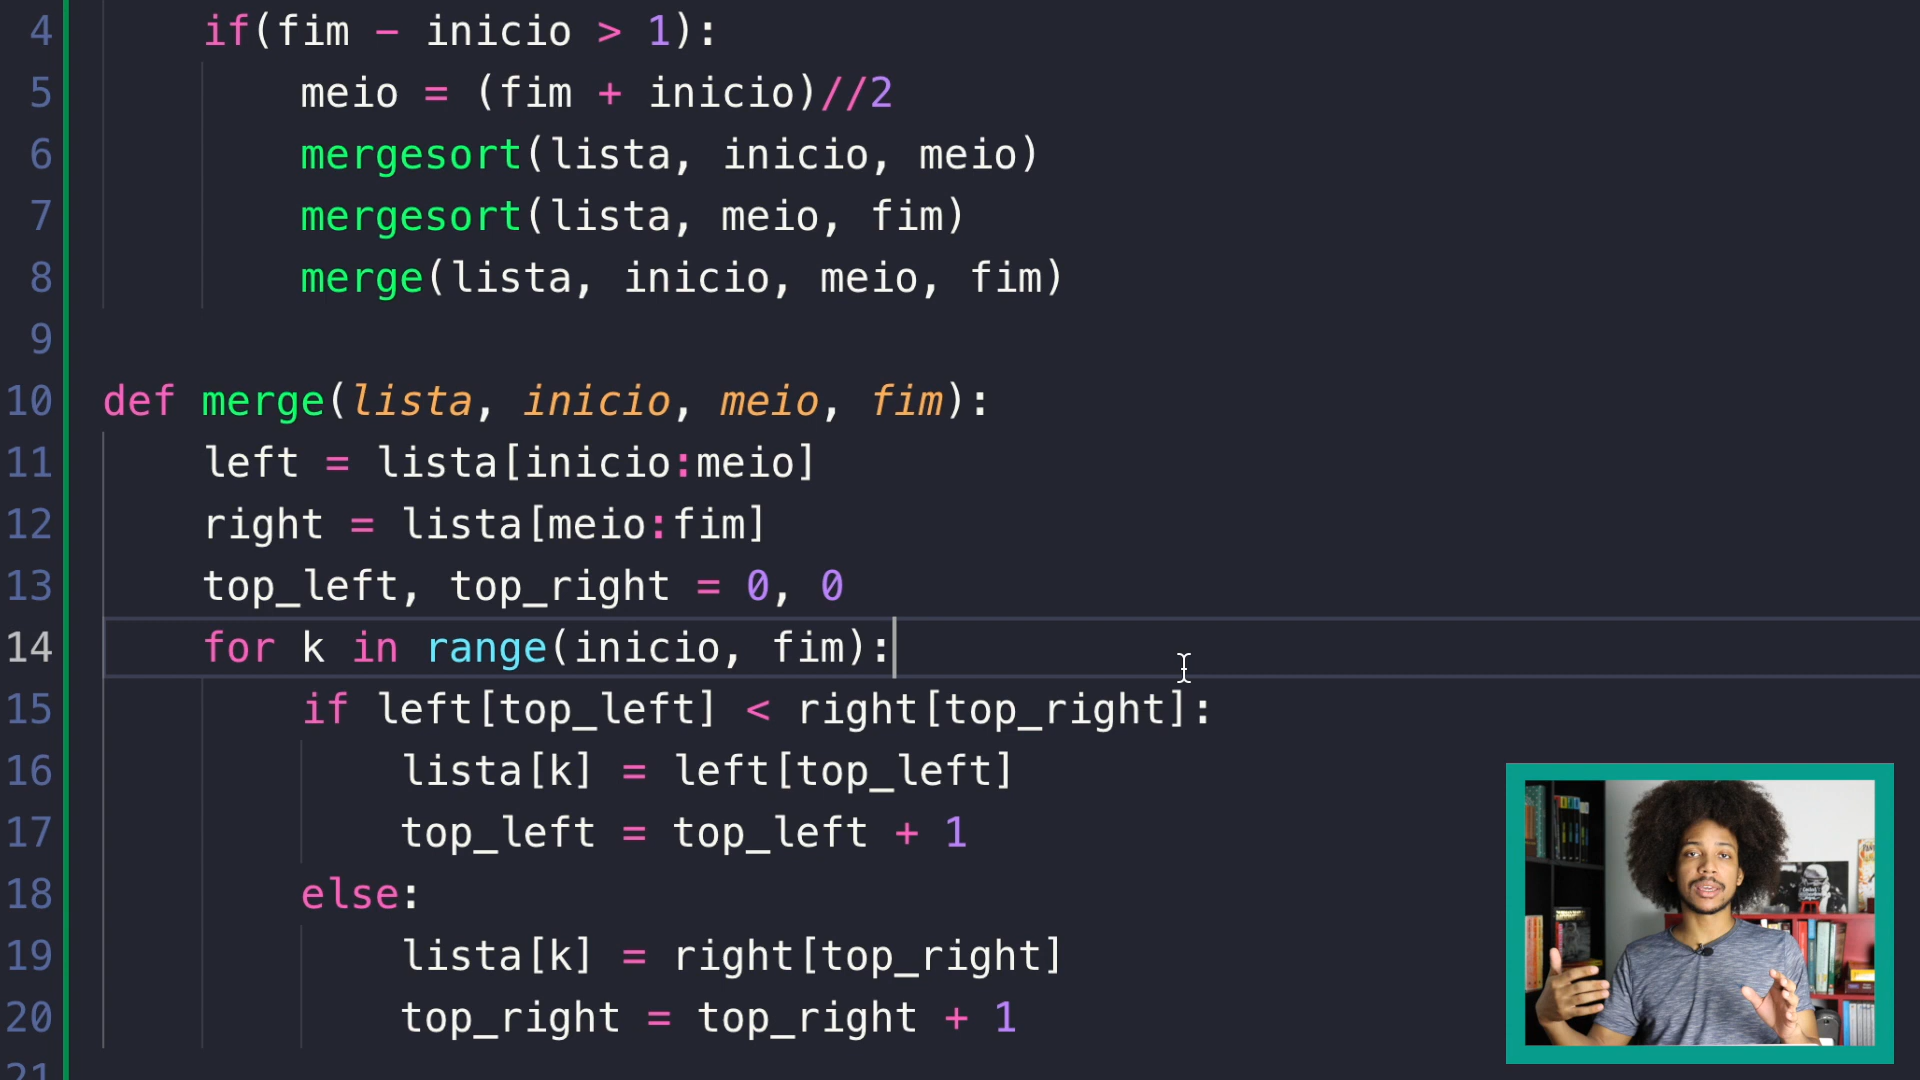 4 if(fim - inicio > 1):
5 meio = (fim + inicio)//2
6 mergesort(lista, inicio, meio)
7 mergesort(lista, meio, fim)
8 merge(lista, inicio, meio, fim)
9
10 def merge(lista, inicio, meio, fim):
11 left = lista[inicio:meio]
12 right = lista[meio:fim]
13 top_left, top_right = 0, 0
14 for k in range(inicio, fim):
15 if left[top_left] < right[top_right]:
16 lista[k] = left[top_left]
17 top_left = top_left + 1
18 else:
19 lista[k] = right[top_right]
20 top_right = top_right + 1
21